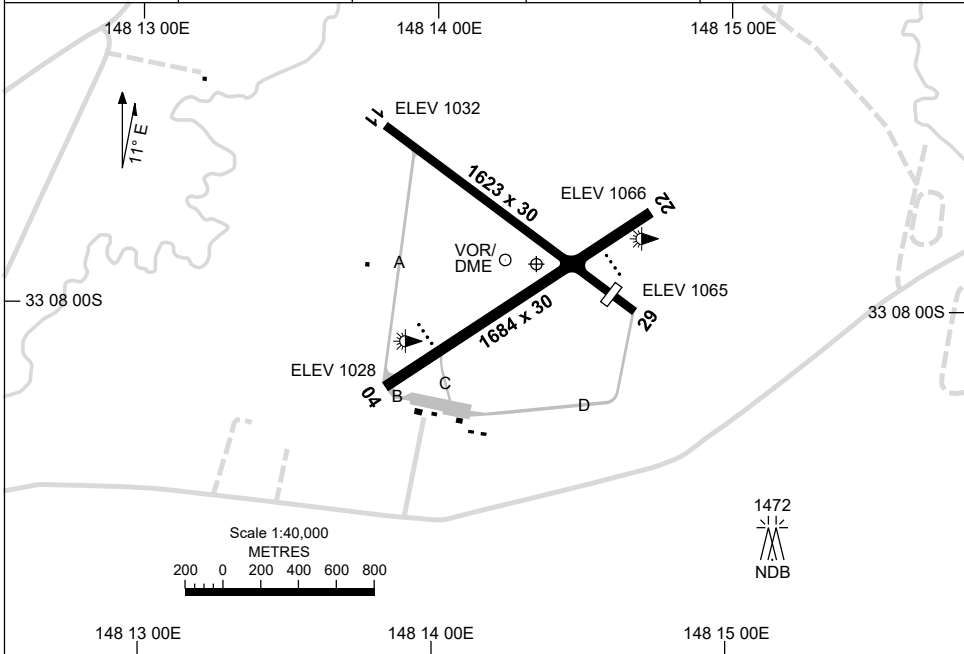 148 13 00E
148 14 00E
148 15 00E
11
ELEV 1032
11° E
1623 x 30
ELEV 1066
22
VOR/
DME
A
ELEV 1065
33 08 00S
33 08 00S
29
1684 x 30
ELEV 1028
04
B
C
D
1472
NDB
Scale 1:40,000
METRES
200 0 200 400 600 800
148 13 00E
148 14 00E
148 15 00E